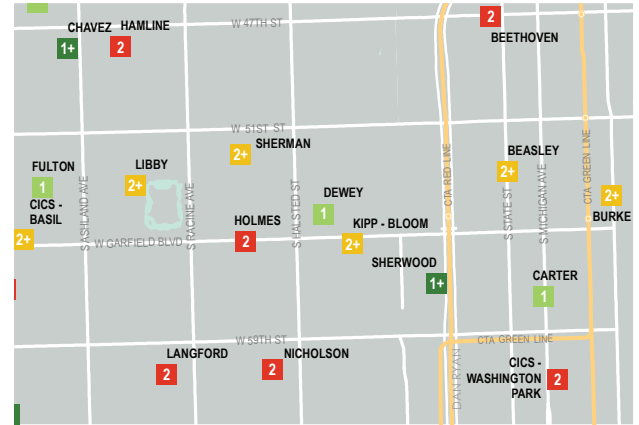 W 47TH ST
CHAVEZ
1+
HAMLINE
2
2
BEETHOVEN
W 51ST ST
SHERMAN
2+
BEASLEY
2+
FULTON
1
LIBBY
2+
CICS -
BASIL
2+
DEWEY
1
KIPP - BLOOM
2+
HOLMES
2
2+
BURKE
W GARFIELD BLVD
S ASHLAND AVE
S RACINE AVE
S HALSTED ST
CTA RED LINE
S STATE ST
S MICHIGAN AVE
CTA GREEN LINE
SHERWOOD
1+
CARTER
1
W 59TH ST
CTA GREEN LINE
LANGFORD
2
NICHOLSON
2
DAN RYAN
CICS -
WASHINGTON
PARK
2